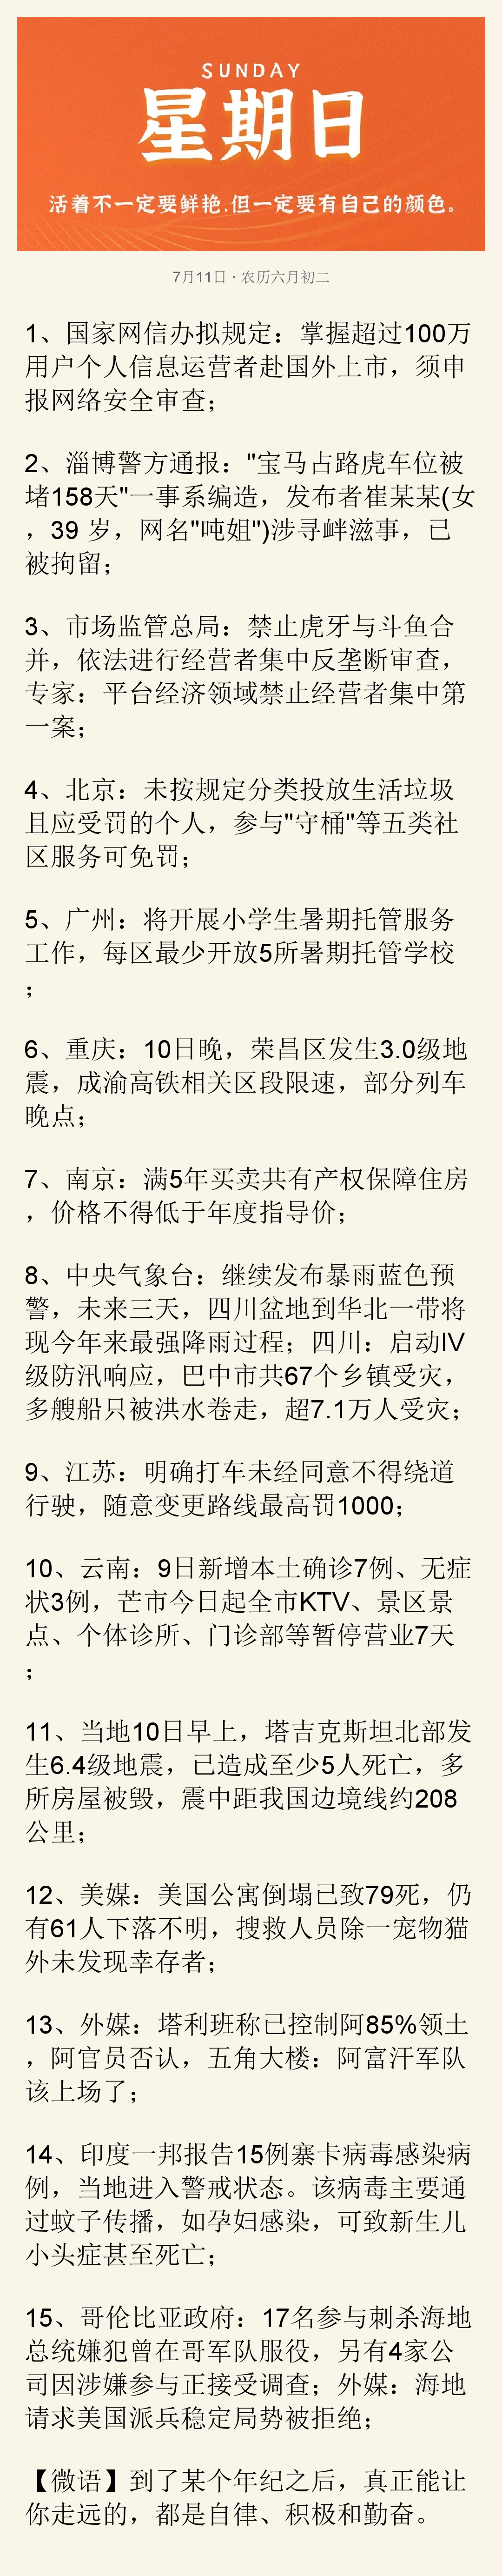 SUNDAY
星期日
活着不一定要鲜艳,但一定要有自己的颜色。
7月11日 · 农历六月初二
1、国家网信办拟规定：掌握超过100万
用户个人信息运营者赴国外上市，须申
报网络安全审查；
2、淄博警方通报："宝马占路虎车位被
堵158天"一事系编造，发布者崔某某(女
，39 岁，网名"吨姐")涉寻衅滋事，已
被拘留；
3、市场监管总局：禁止虎牙与斗鱼合
并，依法进行经营者集中反垄断审查，
专家：平台经济领域禁止经营者集中第
一案；
4、北京：未按规定分类投放生活垃圾
且应受罚的个人，参与"守桶"等五类社
区服务可免罚；
5、广州：将开展小学生暑期托管服务
工作，每区最少开放5所暑期托管学校
；
6、重庆：10日晚，荣昌区发生3.0级地
震，成渝高铁相关区段限速，部分列车
晚点；
7、南京：满5年买卖共有产权保障住房
，价格不得低于年度指导价；
8、中央气象台：继续发布暴雨蓝色预
警，未来三天，四川盆地到华北一带将
现今年来最强降雨过程；四川：启动IV
级防汛响应，巴中市共67个乡镇受灾，
多艘船只被洪水卷走，超7.1万人受灾；
9、江苏：明确打车未经同意不得绕道
行驶，随意变更路线最高罚1000；
10、云南：9日新增本土确诊7例、无症
状3例，芒市今日起全市KTV、景区景
点、个体诊所、门诊部等暂停营业7天
；
11、当地10日早上，塔吉克斯坦北部发
生6.4级地震，已造成至少5人死亡，多
所房屋被毁，震中距我国边境线约208
公里；
12、美媒：美国公寓倒塌已致79死，仍
有61人下落不明，搜救人员除一宠物猫
外未发现幸存者；
13、外媒：塔利班称已控制阿85%领土
，阿官员否认，五角大楼：阿富汗军队
该上场了；
14、印度一邦报告15例寨卡病毒感染病
例，当地进入警戒状态。该病毒主要通
过蚊子传播，如孕妇感染，可致新生儿
小头症甚至死亡；
15、哥伦比亚政府：17名参与刺杀海地
总统嫌犯曾在哥军队服役，另有4家公
司因涉嫌参与正接受调查；外媒：海地
请求美国派兵稳定局势被拒绝；
【微语】到了某个年纪之后，真正能让
你走远的，都是自律、积极和勤奋。